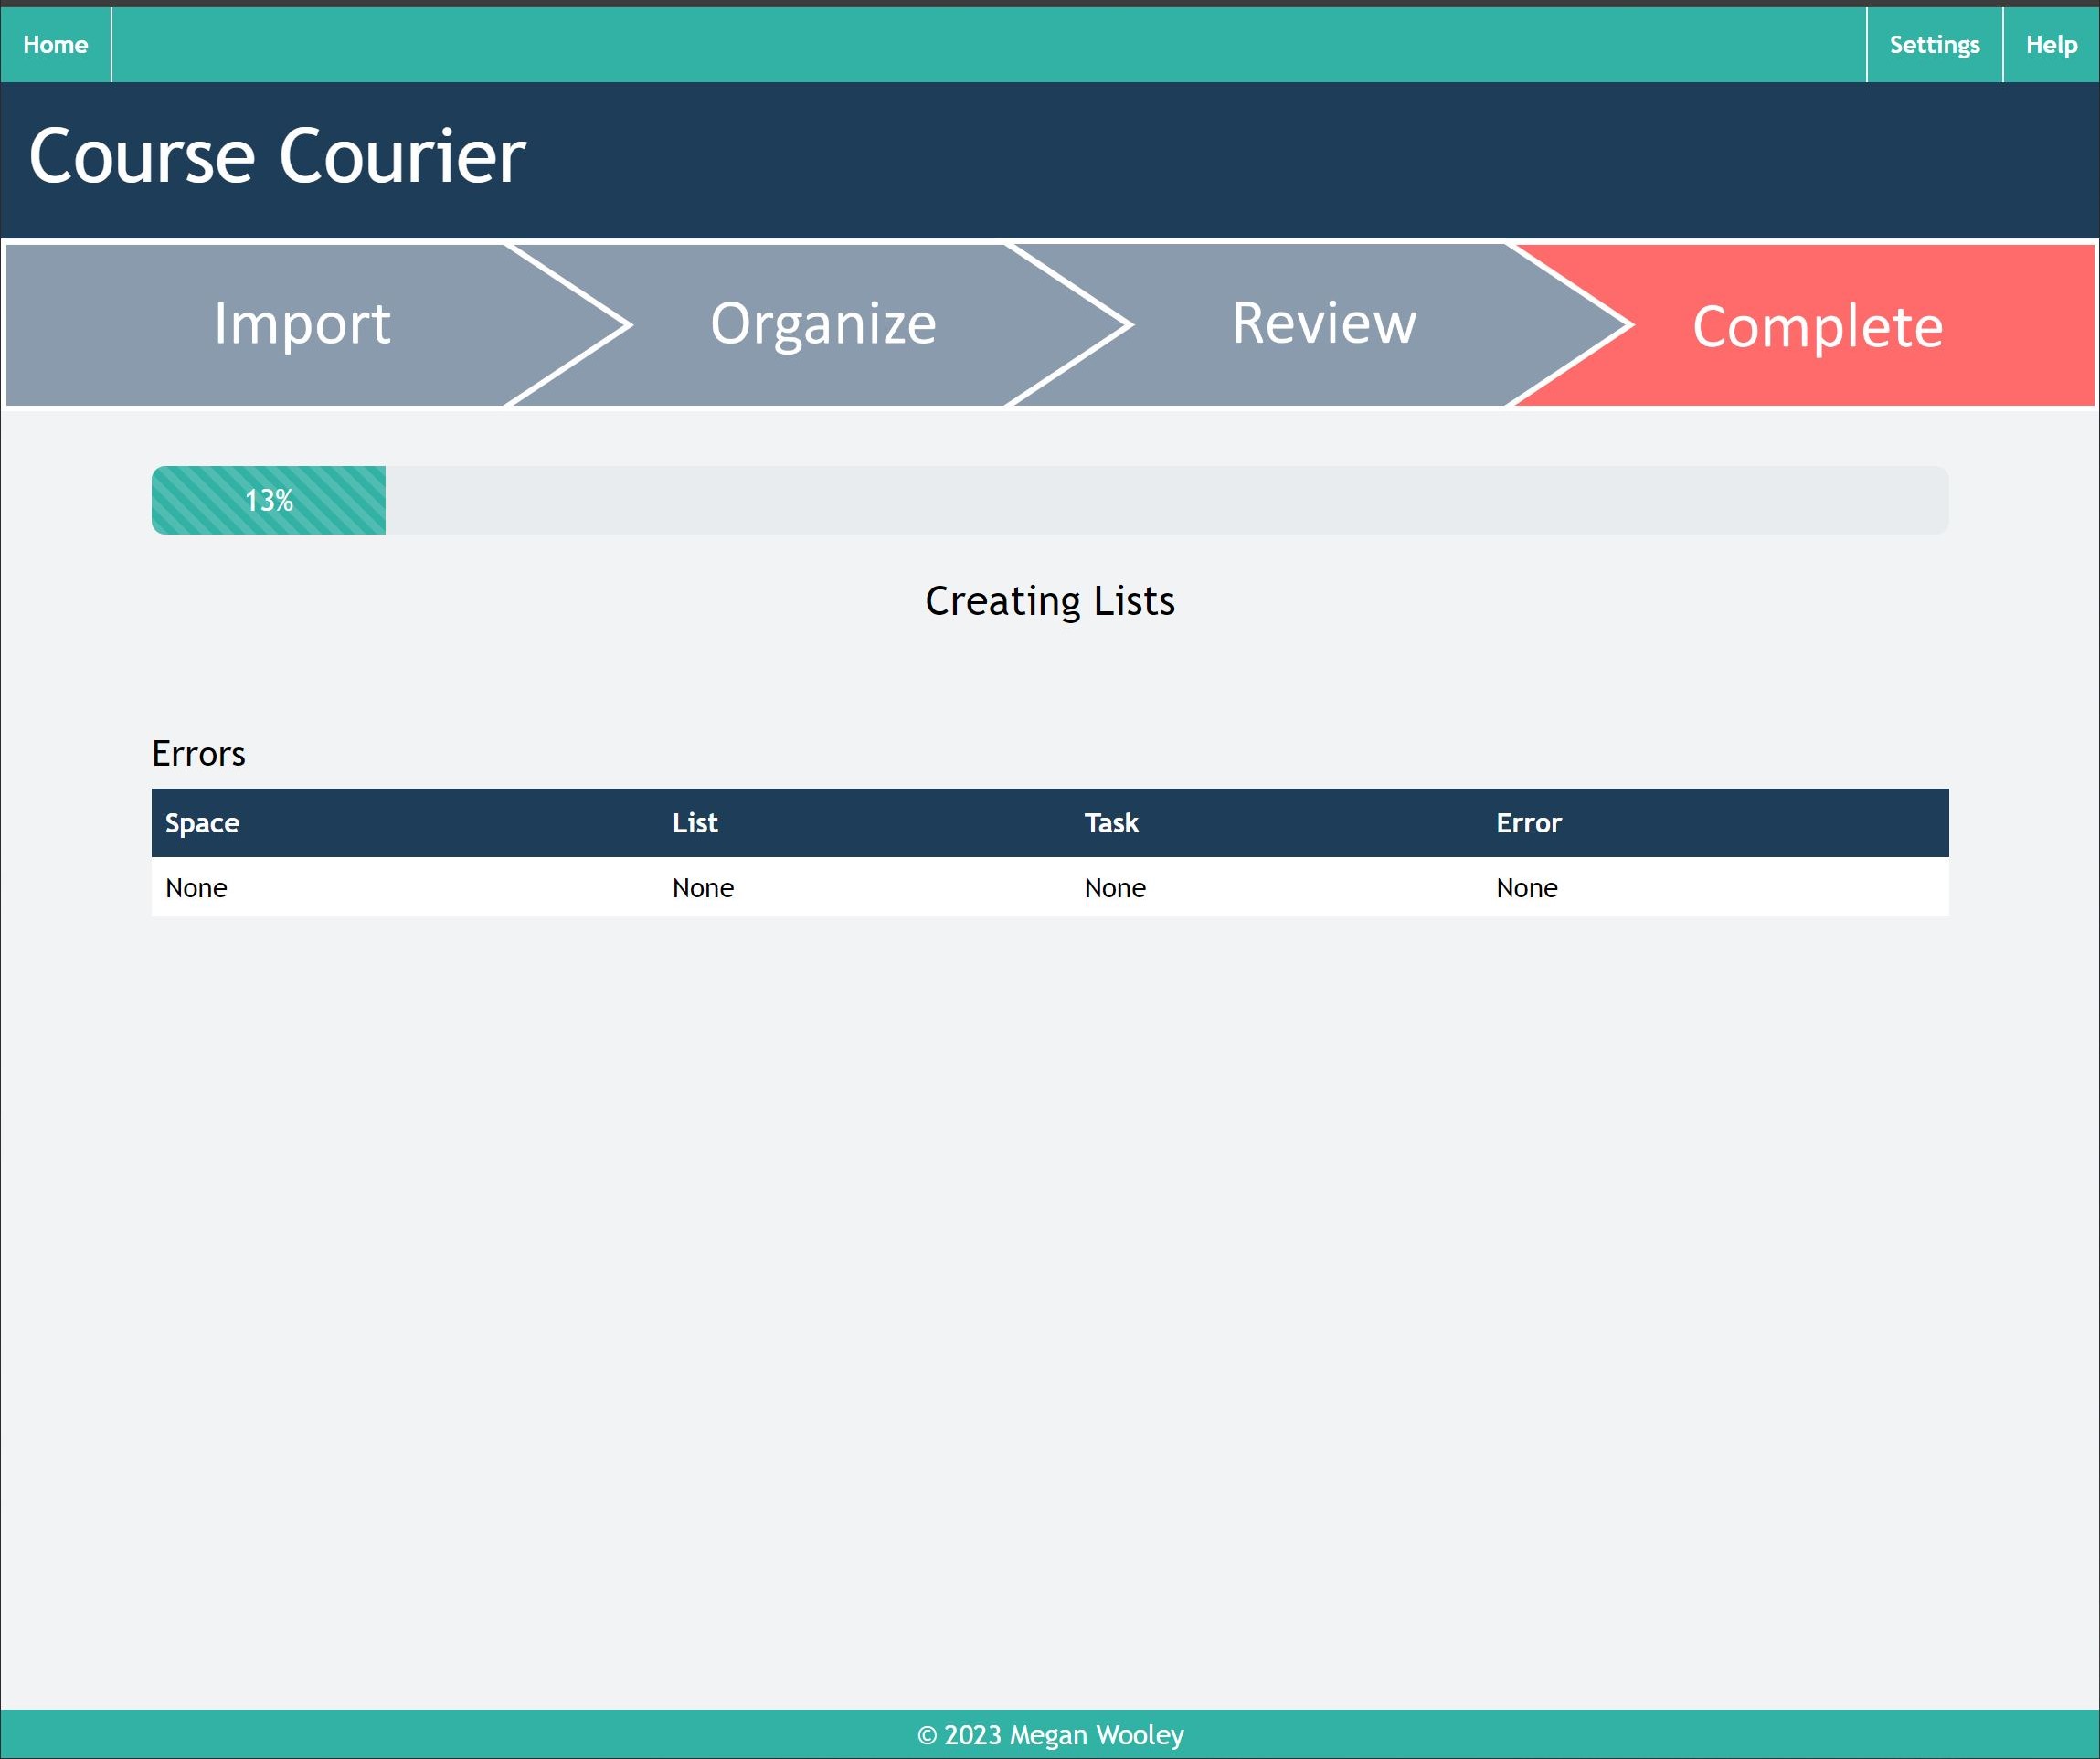 Home Settings Help
Course Courier
Import Organize Review Complete
13%
Creating Lists
Errors
Space List Task Error
None None None None
© 2023 Megan Wooley